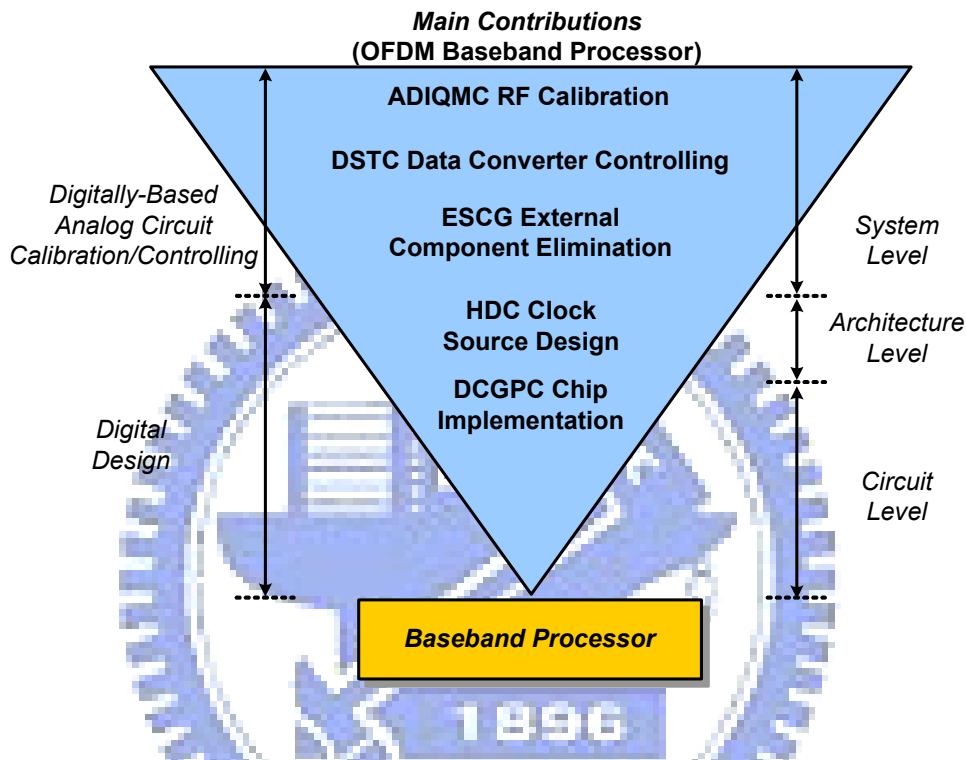 Main Contributions
(OFDM Baseband Processor)
ADIQMC RF Calibration
DSTC Data Converter Controlling
Digitally-Based
Analog Circuit
Calibration/Controlling
ESCG External
Component Elimination
System
Level
HDC Clock
Source Design
Architecture
Level
DCGPC Chip
Implementation
Digital
Design
Circuit
Level
Baseband Processor
1896